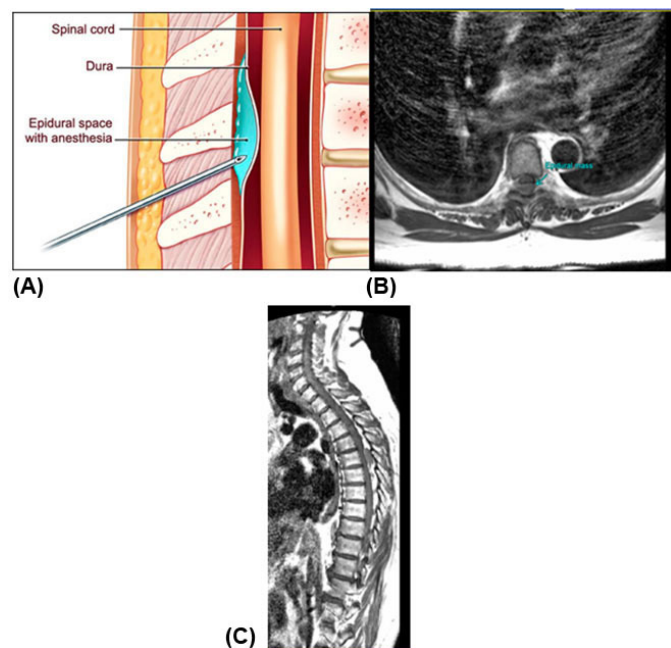 Spinal cord
Dura
Epidural space
with anesthesia
Epidural mass
(A)
(B)
(C)